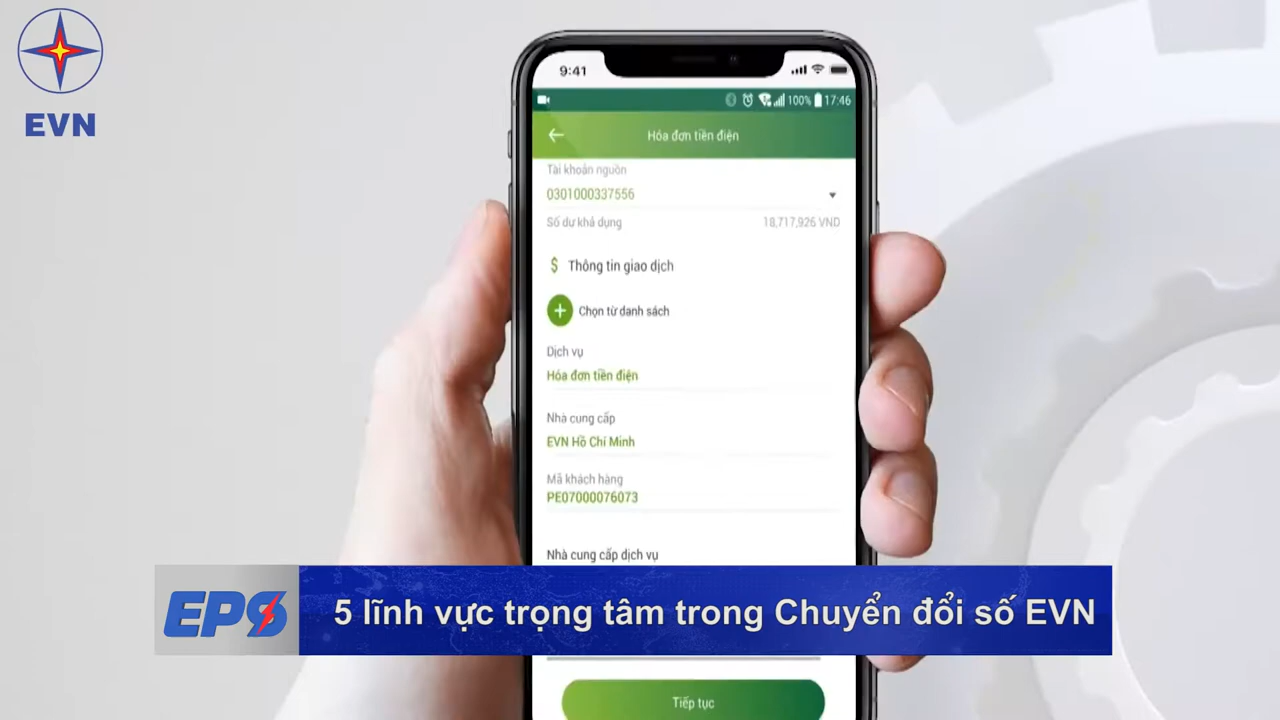 EVN
9:41
100% 17:46
Hóa đơn tiền điện
Tài khoản nguồn
0301000337556
Số dư khả dụng 18,717,926 VND
$ Thông tin giao dịch
+ Chọn từ danh sách
Dịch vụ
Hóa đơn tiền điện
Nhà cung cấp
EVN Hồ Chí Minh
Mã khách hàng
PE07000076073
Nhà cung cấp dịch vụ
EPS 5 lĩnh vực trọng tâm trong Chuyển đổi số EVN
Tiếp tục